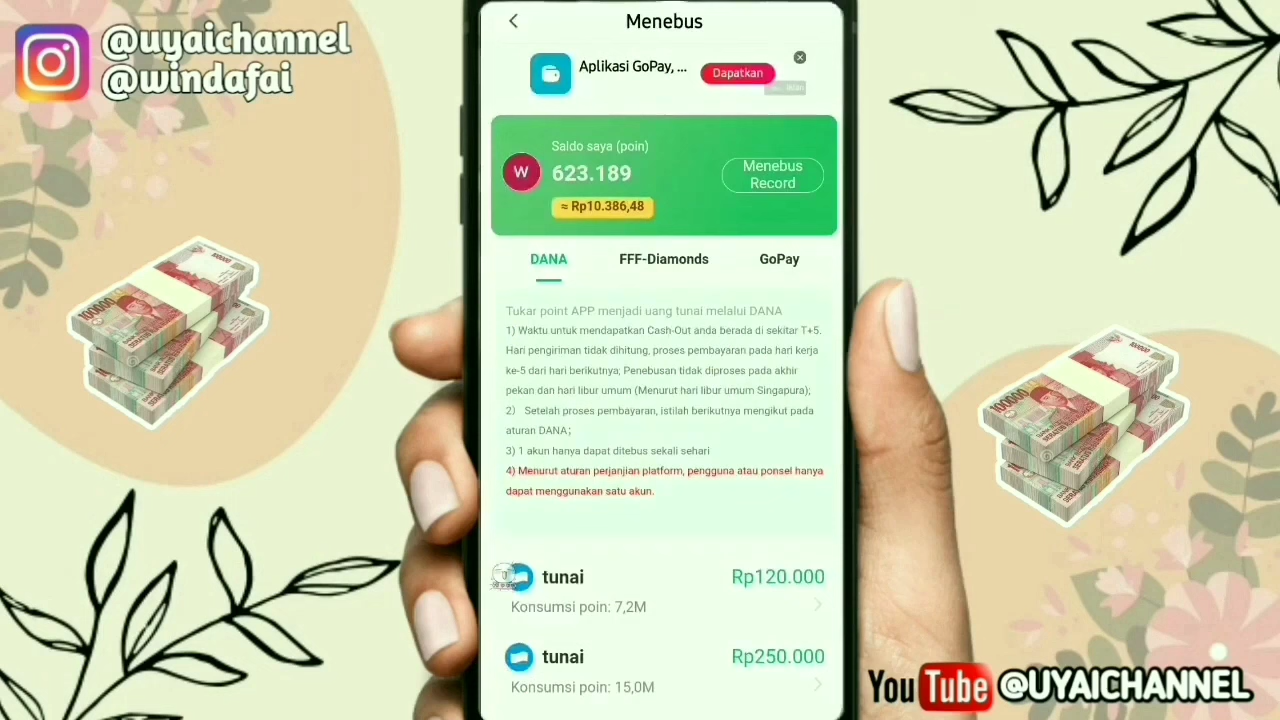 @uyaichannel
@windafai
Menebus
Aplikasi GoPay, ...
Dapatkan
Saldo saya (poin)
W
623.189
Menebus
Record
≈ Rp10.386,48
DANA
FFF-Diamonds
GoPay
Tukar point APP menjadi uang tunai melalui DANA
1) Waktu untuk mendapatkan Cash-Out anda berada di sekitar T+5.
Hari pengiriman tidak dihitung, proses pembayaran pada hari kerja
ke-5 dari hari berikutnya; Penebusan tidak diproses pada akhir
pekan dan hari libur umum (Menurut hari libur umum Singapura);
2) Setelah proses pembayaran, istilah berikutnya mengikut pada
aturan DANA;
3) 1 akun hanya dapat ditebus sekali sehari
4) Menurut aturan perjanjian platform, pengguna atau ponsel hanya
dapat menggunakan satu akun.
tunai
Rp120.000
Konsumsi poin: 7,2M
tunai
Rp250.000
Konsumsi poin: 15,0M
100000
100000
100000
100000
YouTube @UYAICHANNEL